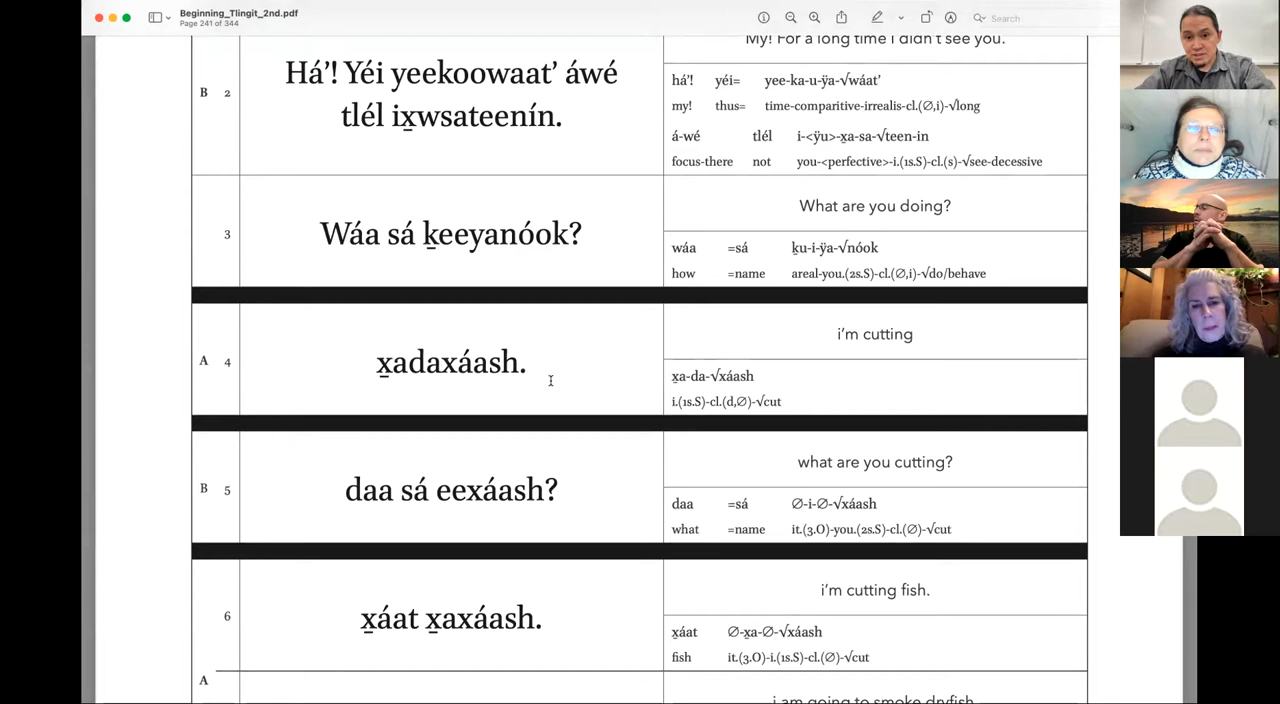 Beginning_Tlingit_2nd.pdf
Page 241 of 344
Search
My! For a long time I didn't see you.
B 2
Há’! Yéi yeekoowaat’ áwé
tlél ix̲wsateenín.
há’! yéi= yee-ka-u-ÿa-√wáat’
my! thus= time-comparitive-irrealis-cl.(∅,i)-√long
á-wé tlél i-<ÿu>-x̲a-sa-√teen-in
focus-there not you-<perfective>-i.(1s.S)-cl.(s)-√see-decessive
3
Wáa sá k̲eeyanóok?
What are you doing?
wáa =sá k̲u-i-ÿa-√nóok
how =name areal-you.(2s.S)-cl.(∅,i)-√do/behave
A 4
x̲adaxáash.
i’m cutting
x̲a-da-√xáash
i.(1s.S)-cl.(d,∅)-√cut
B 5
daa sá eexáash?
what are you cutting?
daa =sá ∅-i-∅-√xáash
what =name it.(3.O)-you.(2s.S)-cl.(∅)-√cut
6
x̲áat x̲axáash.
i’m cutting fish.
x̲áat ∅-x̲a-∅-√xáash
fish it.(3.O)-i.(1s.S)-cl.(∅)-√cut
A
i am going to smoke dryfish